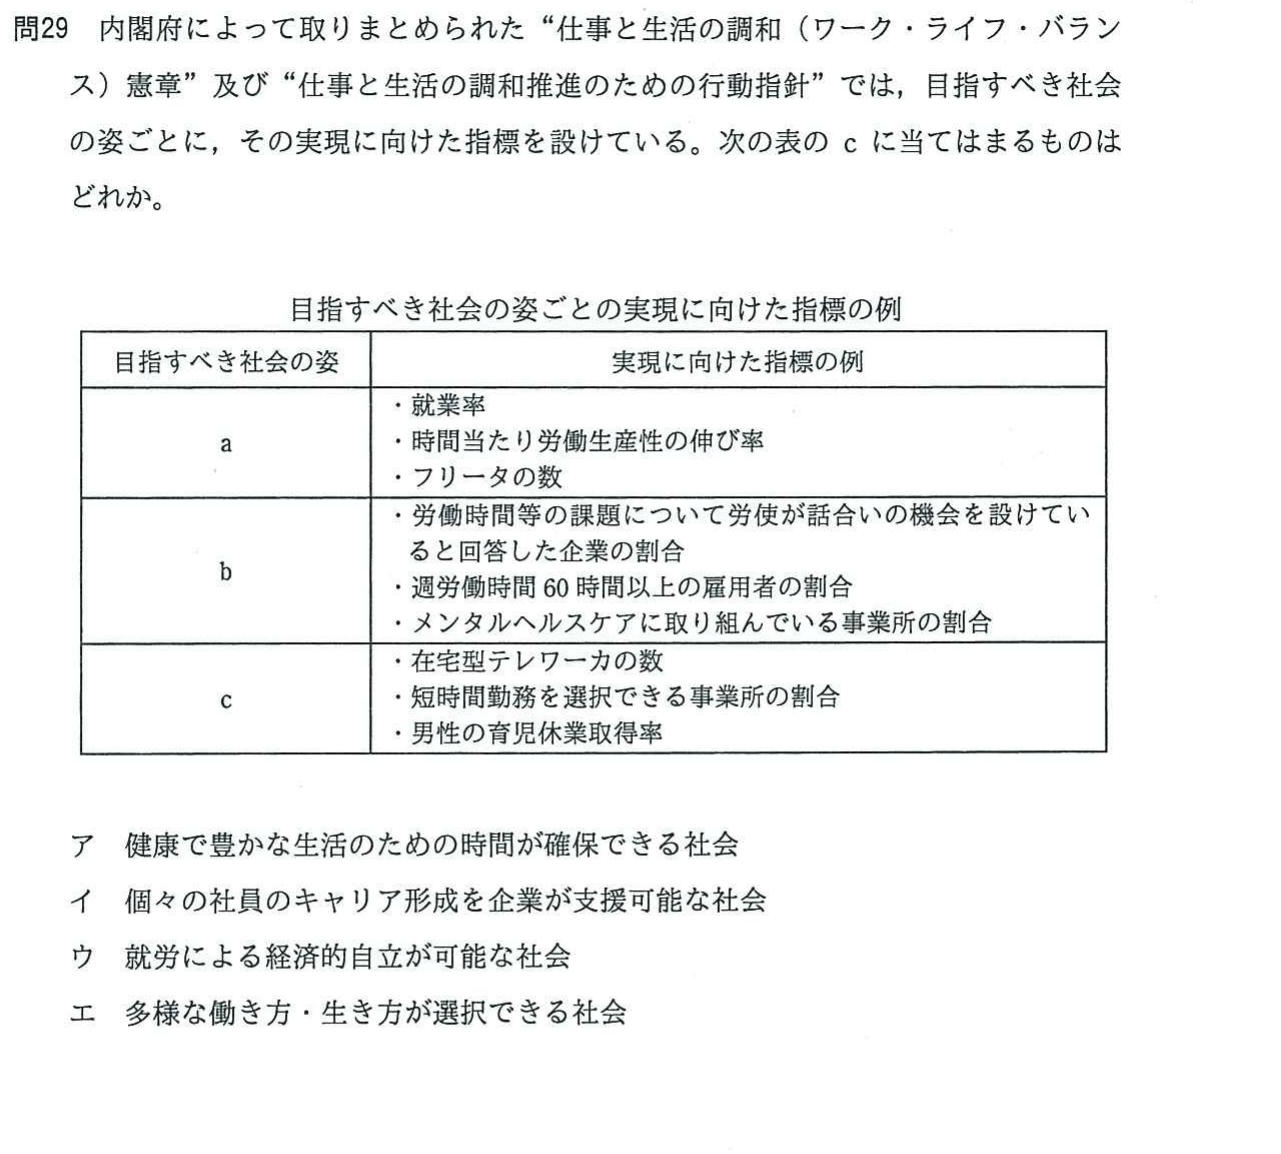 問29 内閣府によって取りまとめられた“仕事と生活の調和（ワーク・ライフ・バラン
ス）憲章”及び“仕事と生活の調和推進のための行動指針”では，目指すべき社会
の姿ごとに，その実現に向けた指標を設けている。次の表の c に当てはまるものは
どれか。
目指すべき社会の姿ごとの実現に向けた指標の例
目指すべき社会の姿 実現に向けた指標の例
a
・就業率
・時間当たり労働生産性の伸び率
・フリータの数
b
・労働時間等の課題について労使が話合いの機会を設けてい
ると回答した企業の割合
・週労働時間 60 時間以上の雇用者の割合
・メンタルヘルスケアに取り組んでいる事業所の割合
c
・在宅型テレワーカの数
・短時間勤務を選択できる事業所の割合
・男性の育児休業取得率
ア 健康で豊かな生活のための時間が確保できる社会
イ 個々の社員のキャリア形成を企業が支援可能な社会
ウ 就労による経済的自立が可能な社会
エ 多様な働き方・生き方が選択できる社会